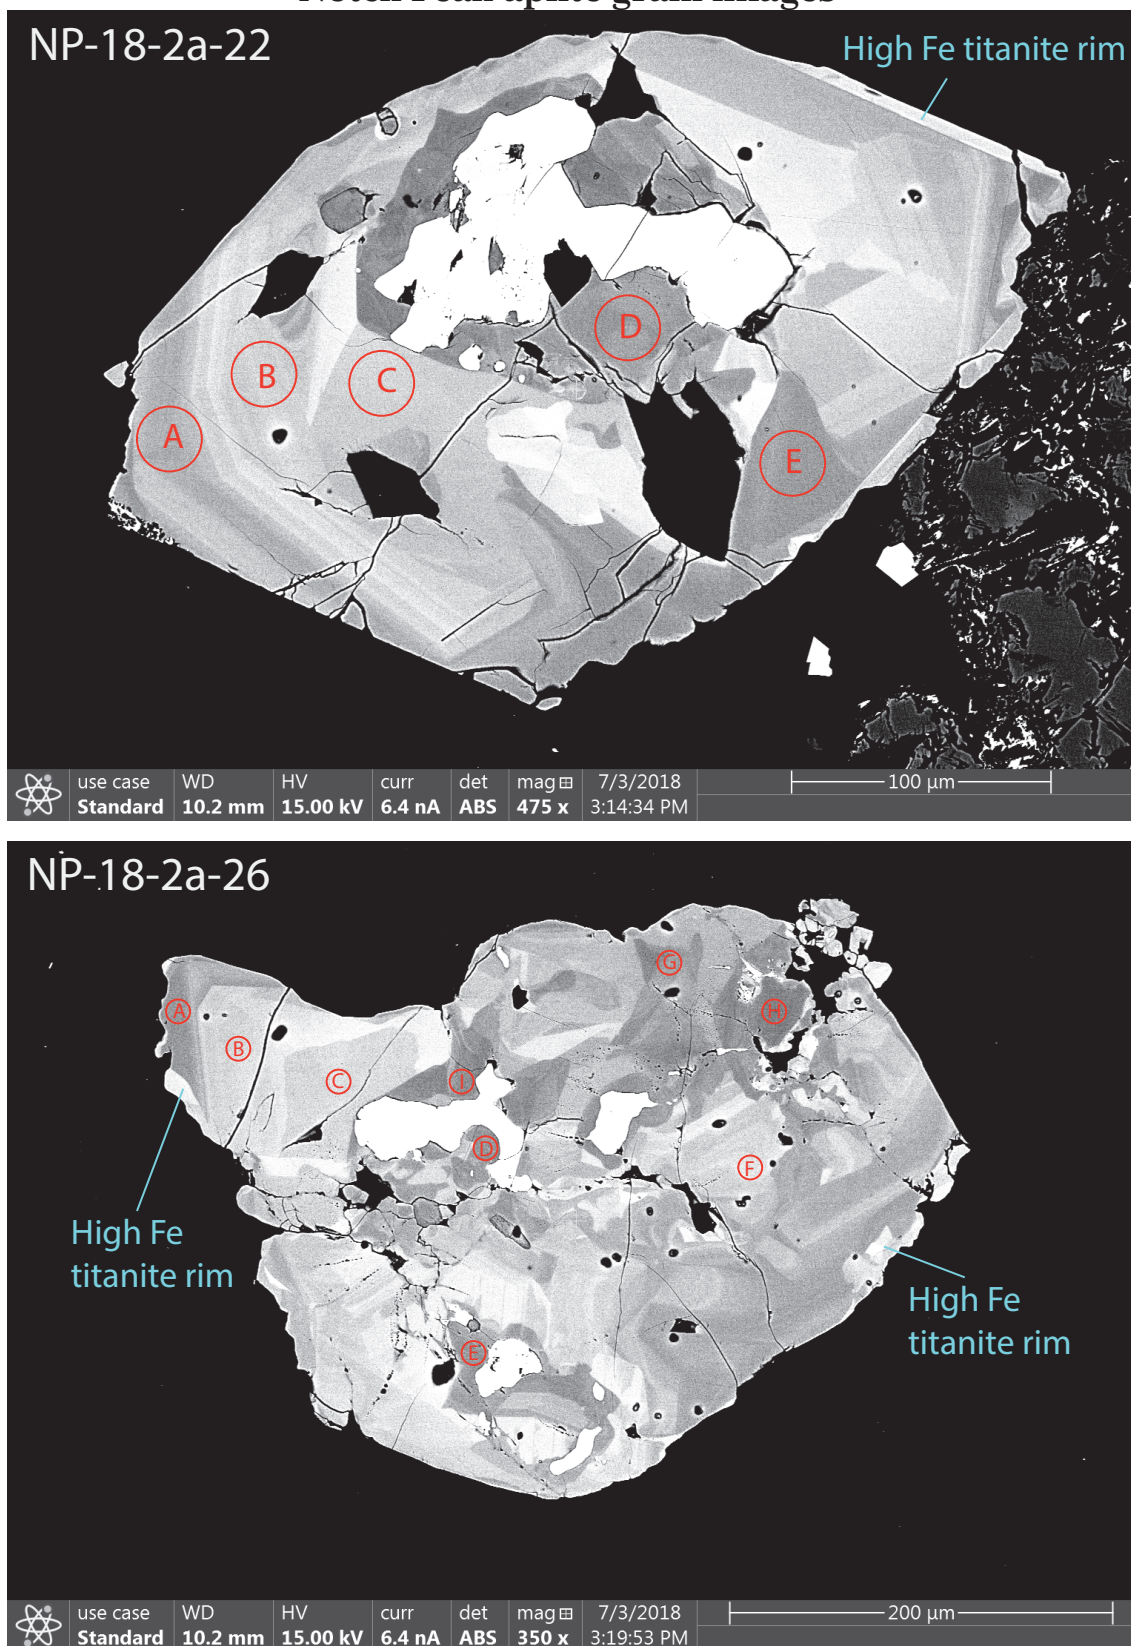 NP-18-2a-22
High Fe titanite rim
A
B
C
D
E
use case WD HV curr det mag 7/3/2018 100 µm
Standard 10.2 mm 15.00 kV 6.4 nA ABS 475 x 3:14:34 PM
NP-18-2a-26
A
B
C
D
E
F
G
H
I
High Fe
titanite rim
High Fe
titanite rim
use case WD HV curr det mag 7/3/2018 200 µm
Standard 10.2 mm 15.00 kV 6.4 nA ABS 350 x 3:19:53 PM